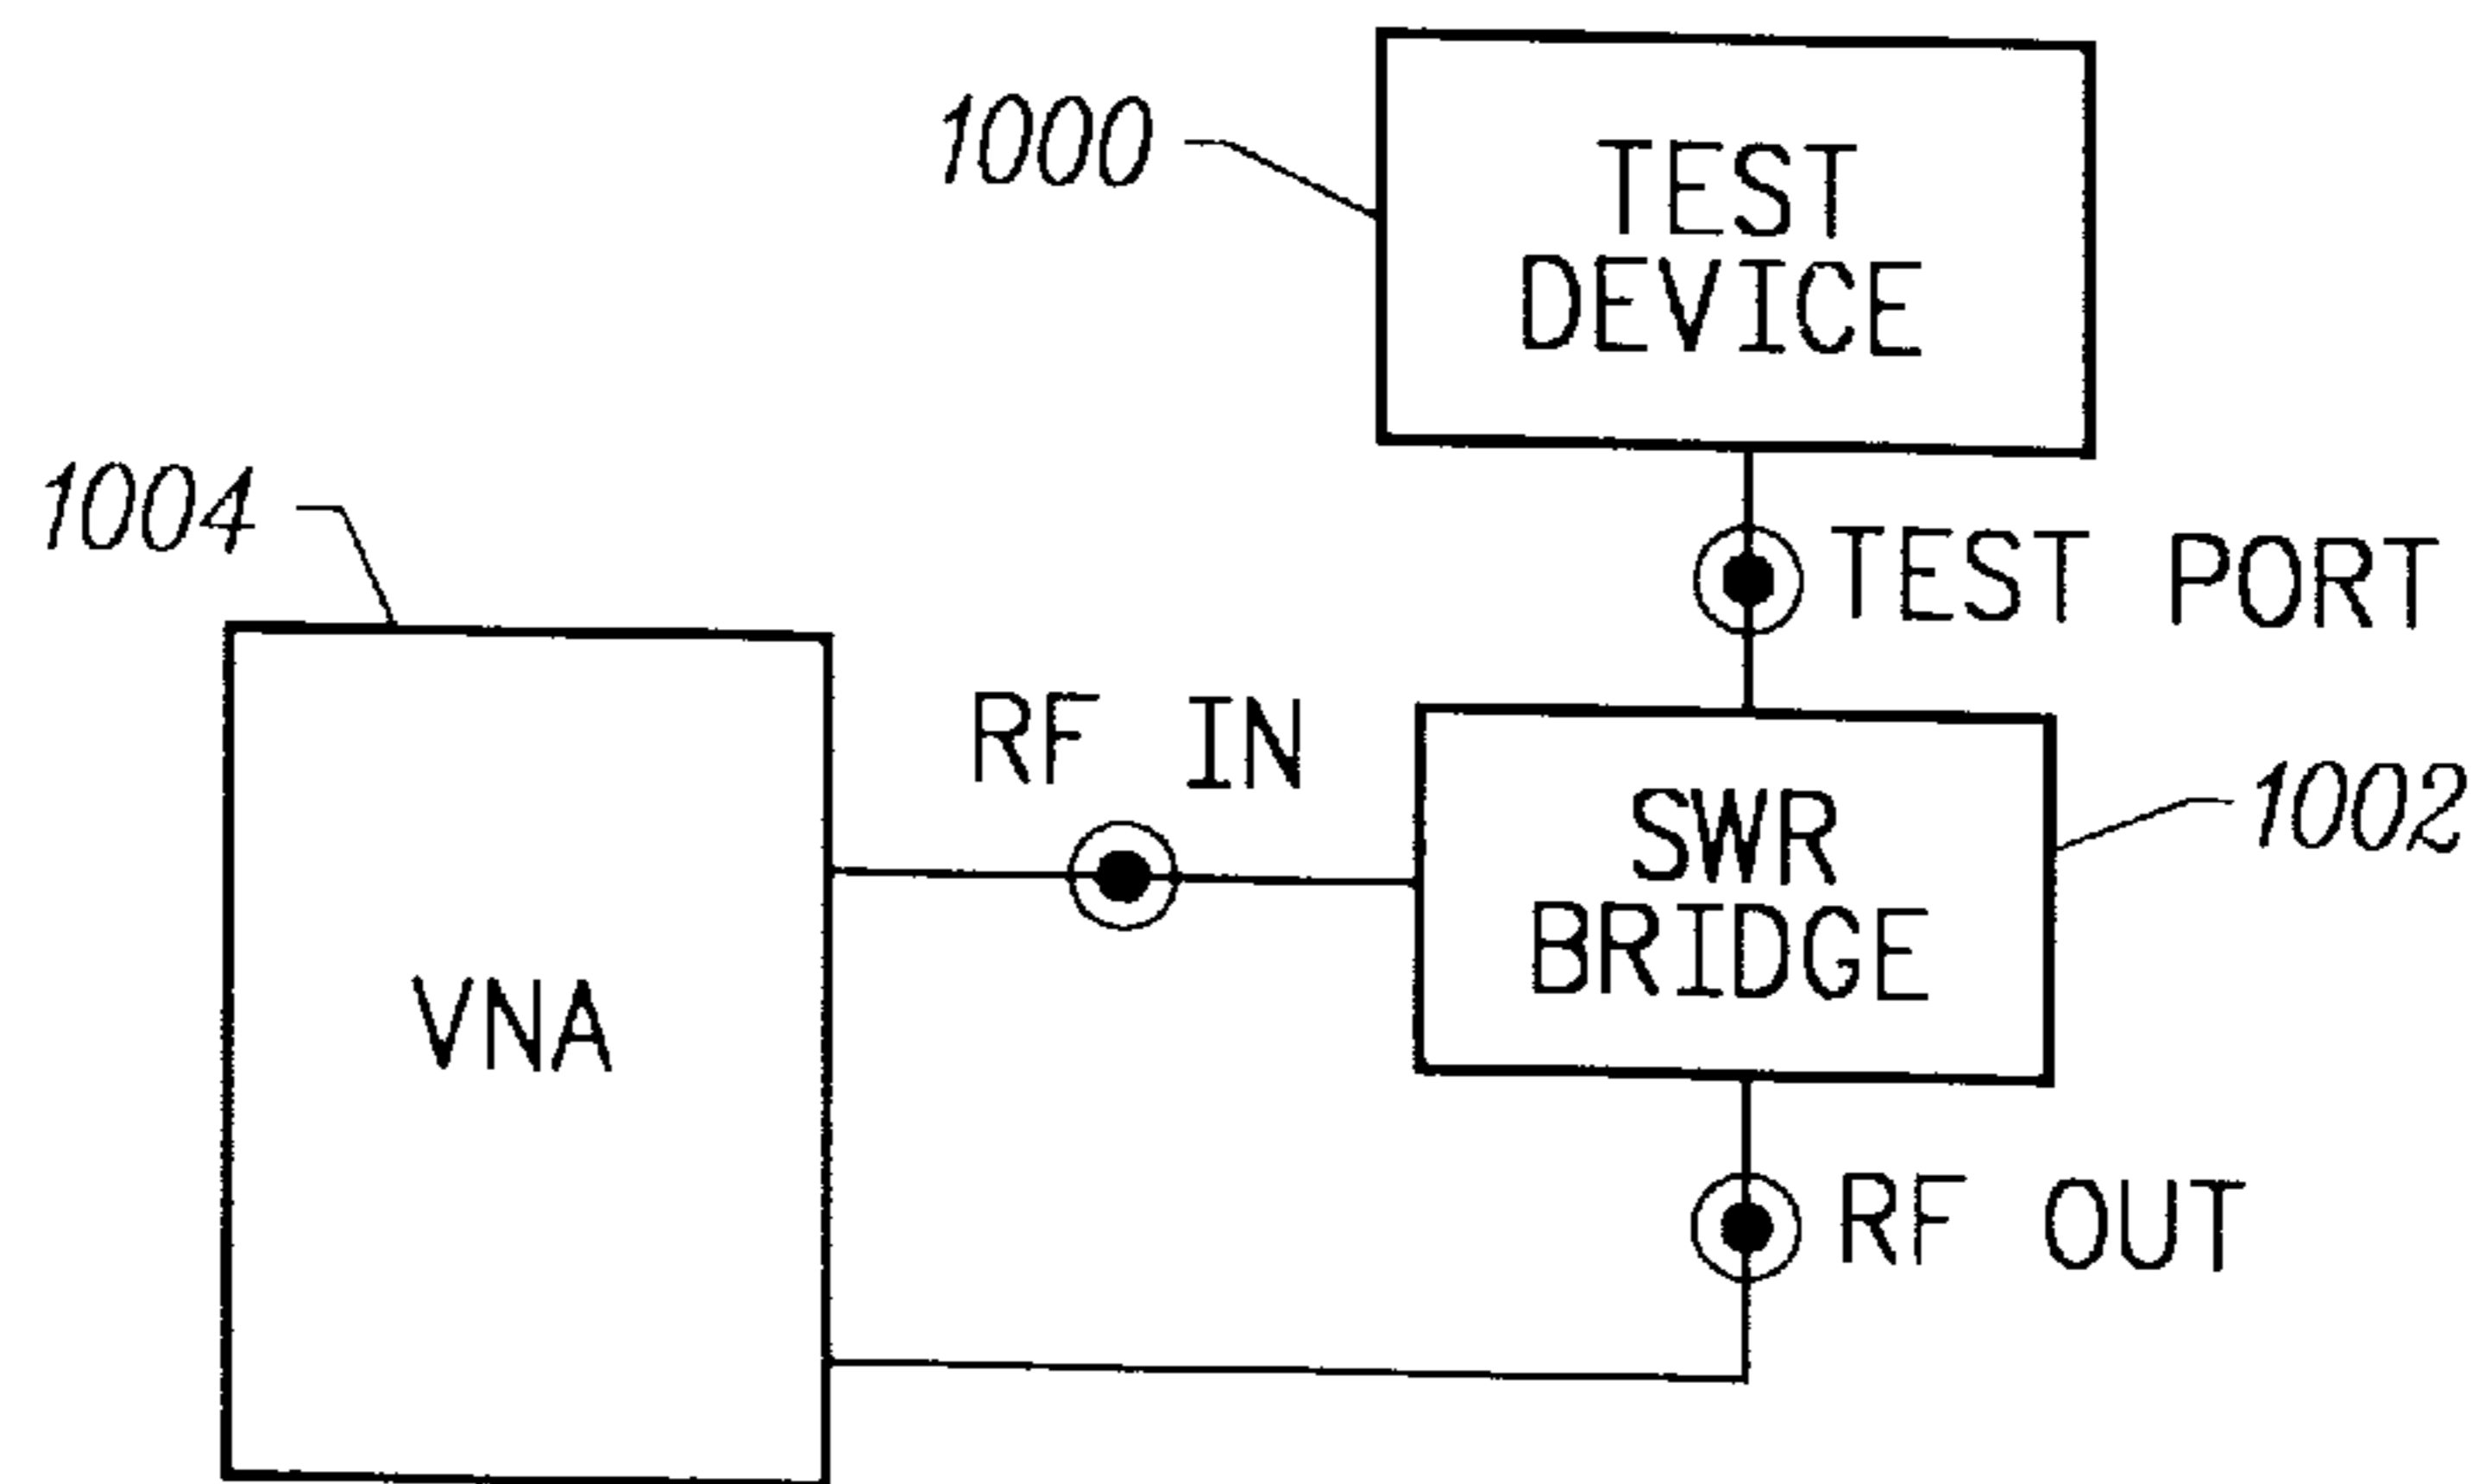 1000
TEST
DEVICE
1004
TEST PORT
RF IN
SWR
BRIDGE
1002
VNA
RF OUT